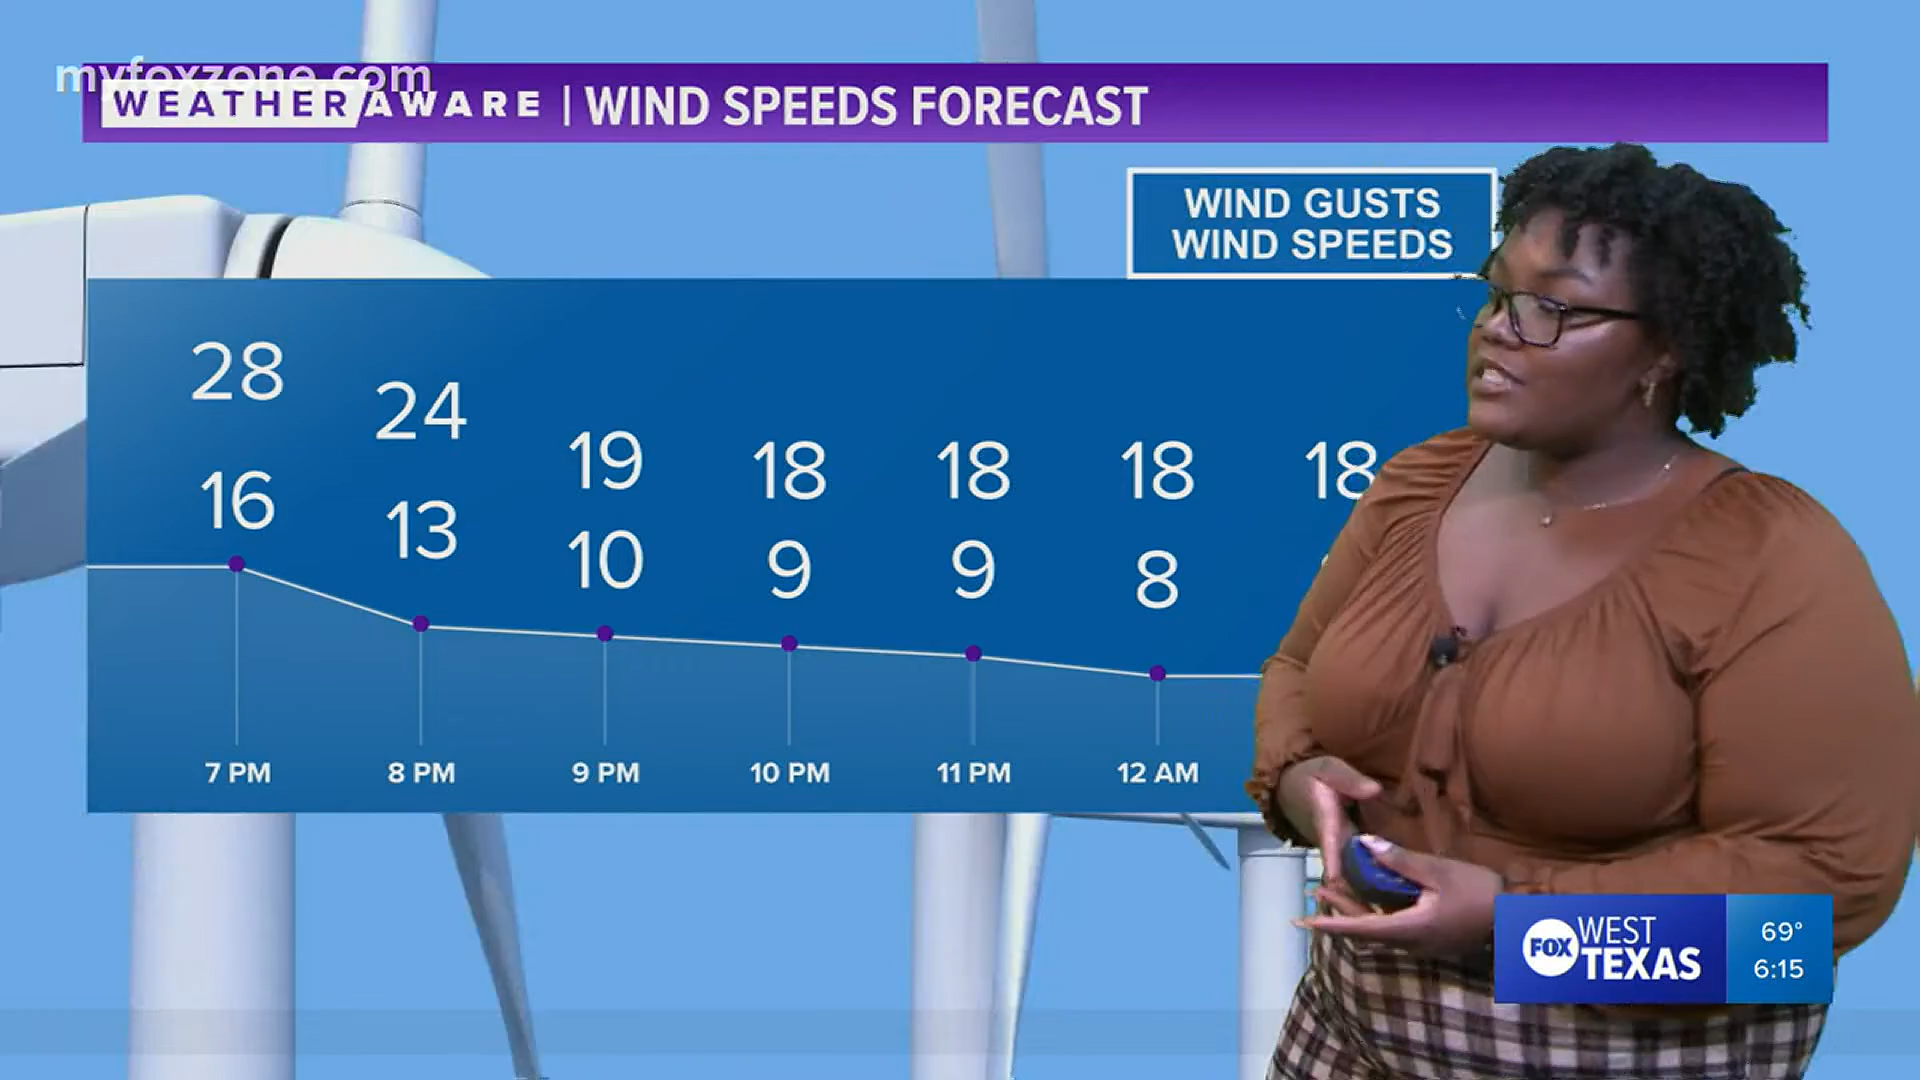 myfoxzone.com
WEATHER AWARE | WIND SPEEDS FORECAST
WIND GUSTS
WIND SPEEDS
28 24 19 18 18 18 18
16 13 10 9 9 8
7 PM 8 PM 9 PM 10 PM 11 PM 12 AM
FOX WEST TEXAS
69°
6:15